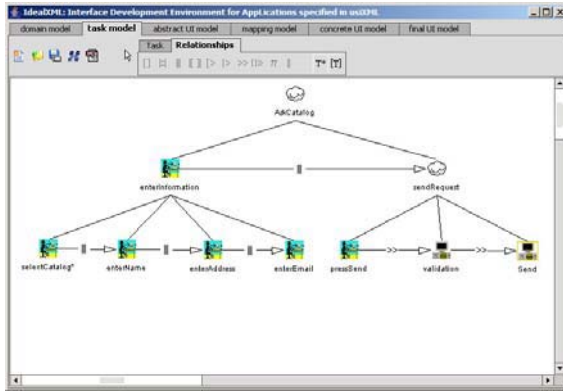 IdealXML: Interface Development Environment for AppLications specified in usiXML
domain model task model abstract UI model mapping model concrete UI model final UI model
Task Relationships
T* [T]
AskCatalog
||
enterInformation sendRequest
|| || || >> >>
selectCatalog* enterName enterAddress enterEmail pressSend validation Send